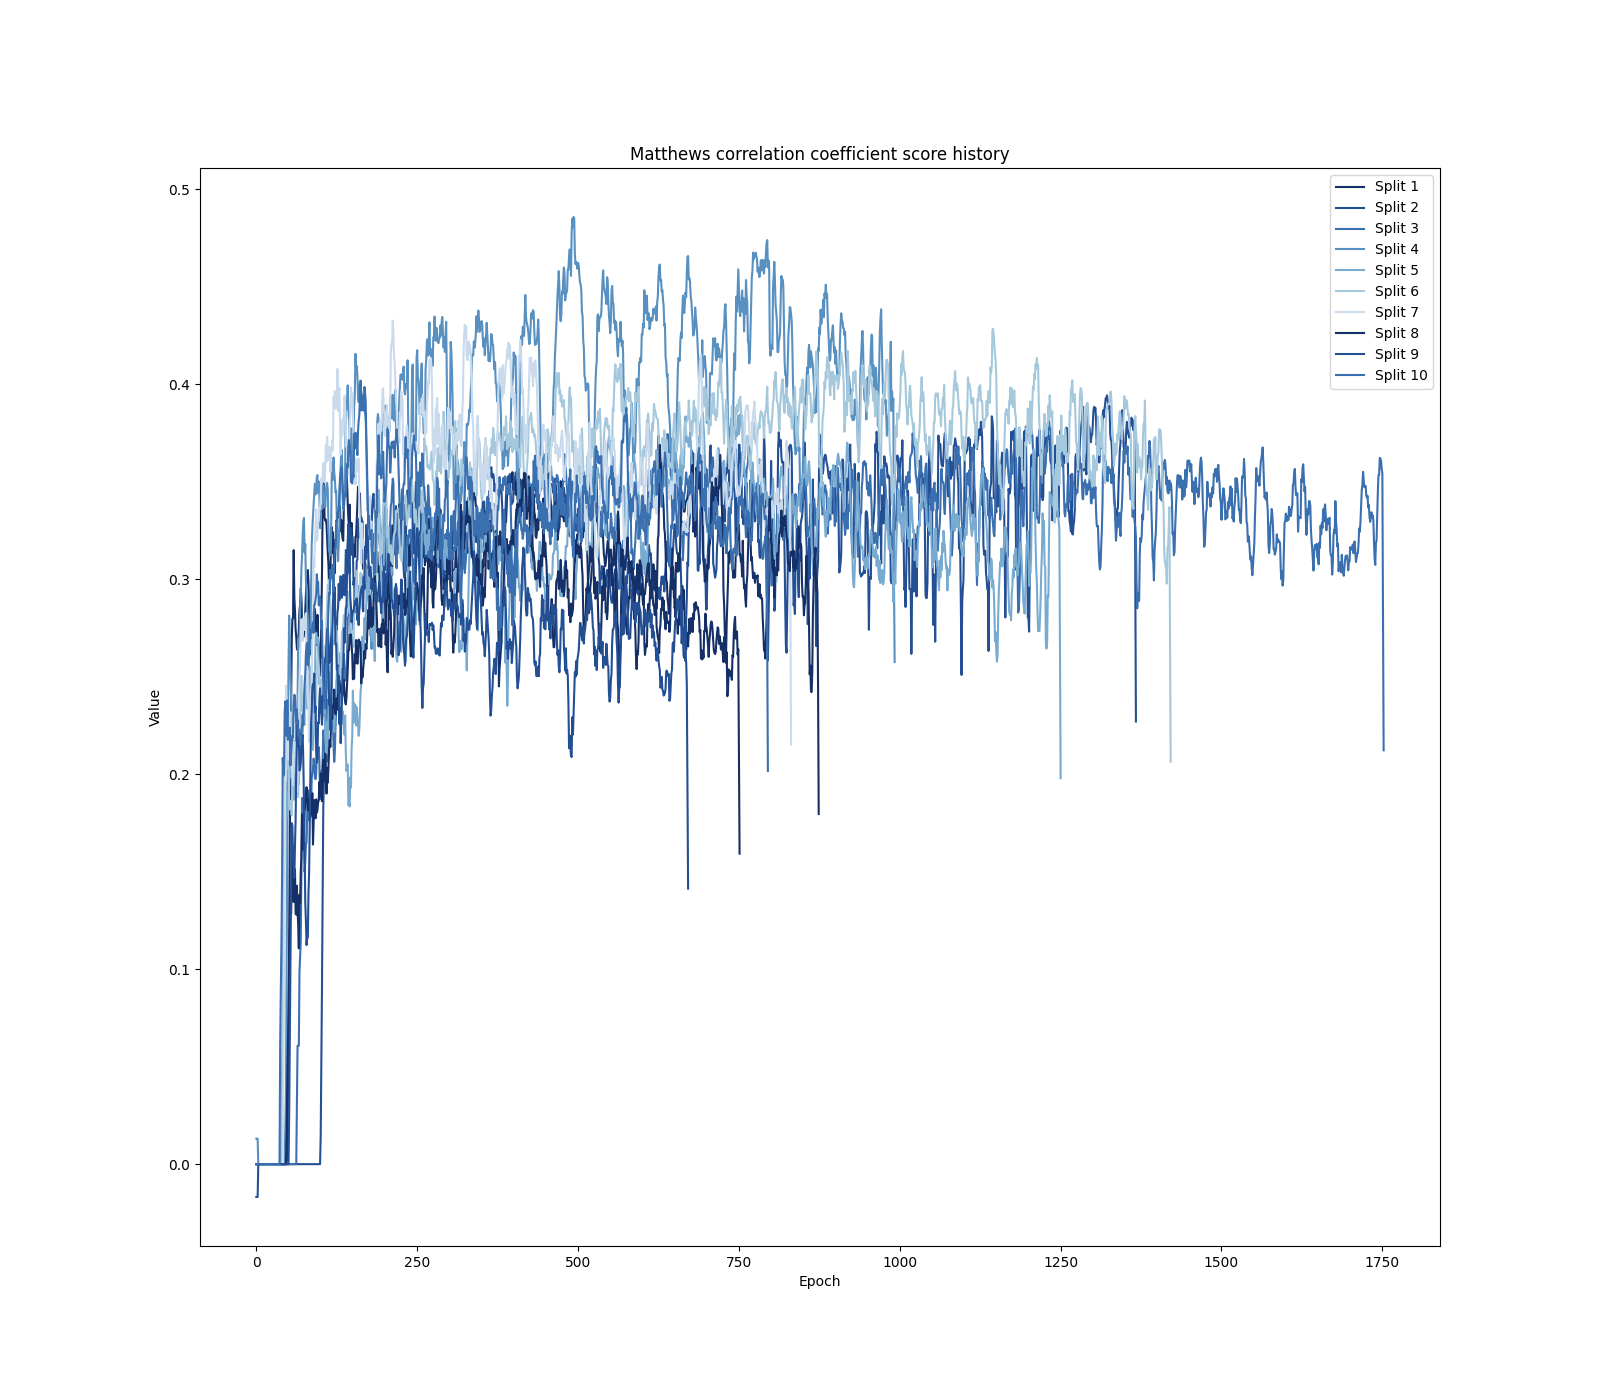 Matthews correlation coefficient score history
0.5
0.4
0.3
0.2
0.1
0.0
Value
0
250
500
750
1000
1250
1500
1750
Epoch
Split 1
Split 2
Split 3
Split 4
Split 5
Split 6
Split 7
Split 8
Split 9
Split 10